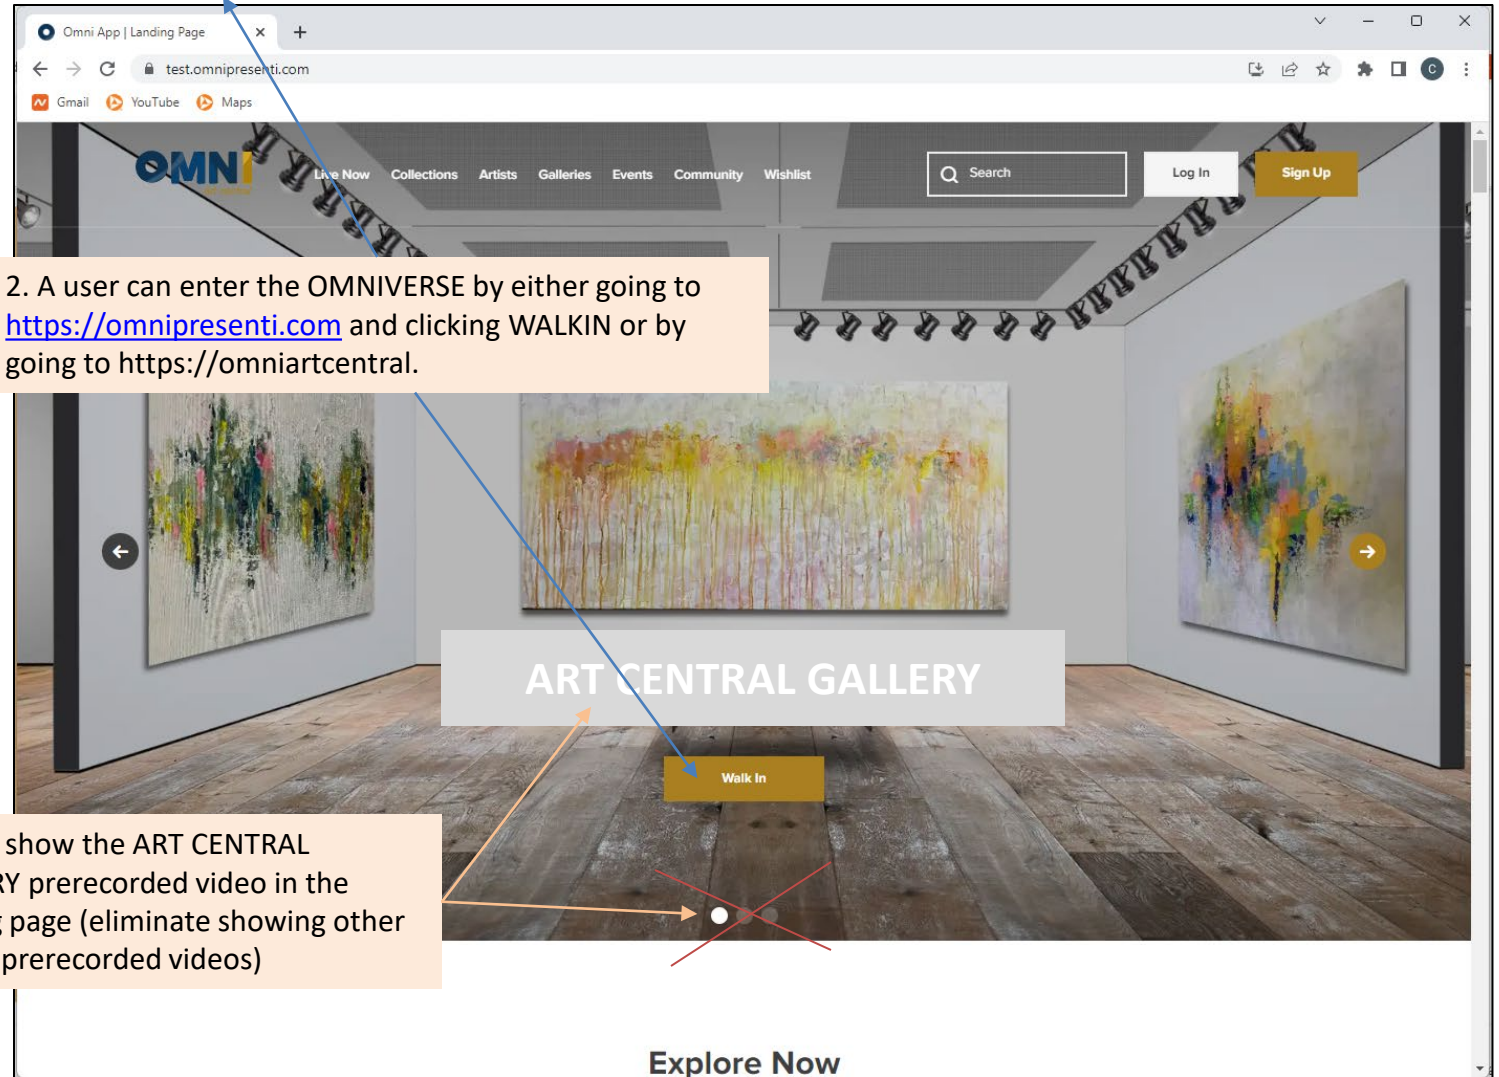 Omni App | Landing Page
test.omnipresenti.com
C
Gmail YouTube Maps
OMNI
Live Now Collections Artists Galleries Events Community Wishlist
Search
Log In
Sign Up
2. A user can enter the OMNIVERSE by either going to
https://omnipresenti.com and clicking WALKIN or by
going to https://omniartcentral.
ART CENTRAL GALLERY
Walk In
show the ART CENTRAL
RY prerecorded video in the
page (eliminate showing other
prerecorded videos)
Explore Now